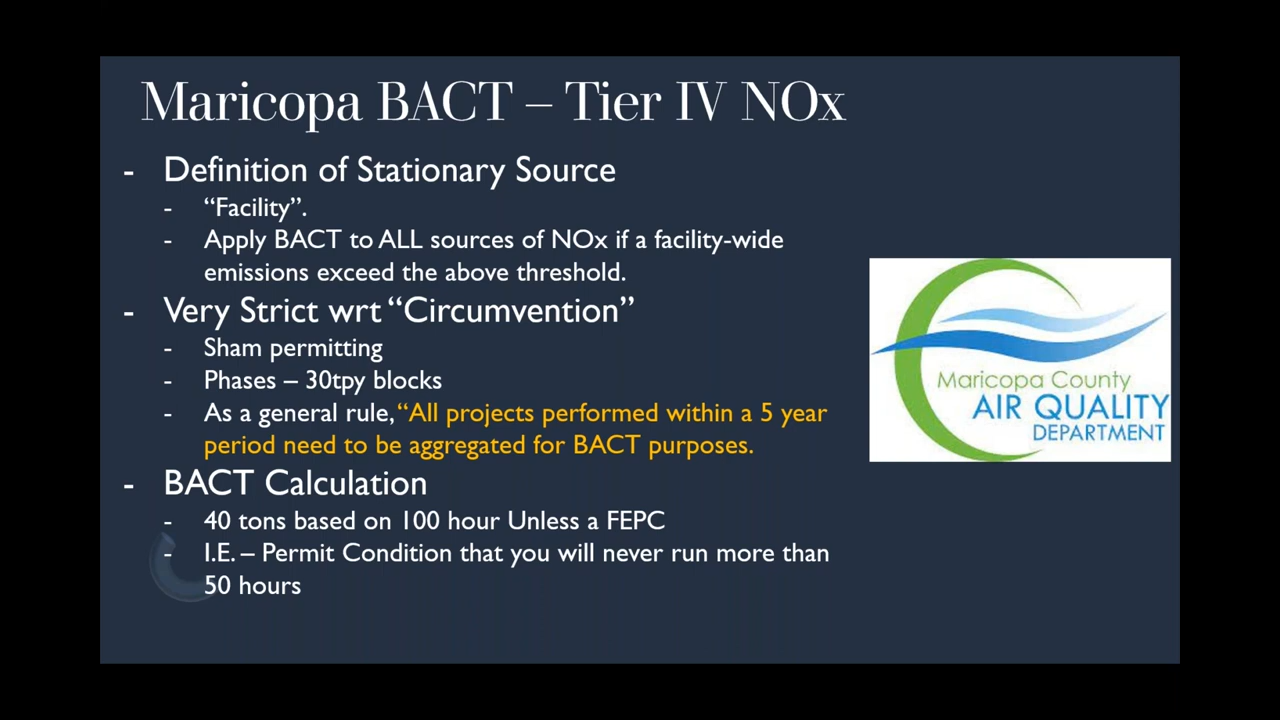 Maricopa BACT – Tier IV NOx
- Definition of Stationary Source
- “Facility”.
- Apply BACT to ALL sources of NOx if a facility-wide
emissions exceed the above threshold.
- Very Strict wrt “Circumvention”
- Sham permitting
- Phases – 30tpy blocks
- As a general rule, “All projects performed within a 5 year
period need to be aggregated for BACT purposes.
- BACT Calculation
- 40 tons based on 100 hour Unless a FEPC
- I.E. – Permit Condition that you will never run more than
50 hours
Maricopa County
AIR QUALITY
DEPARTMENT